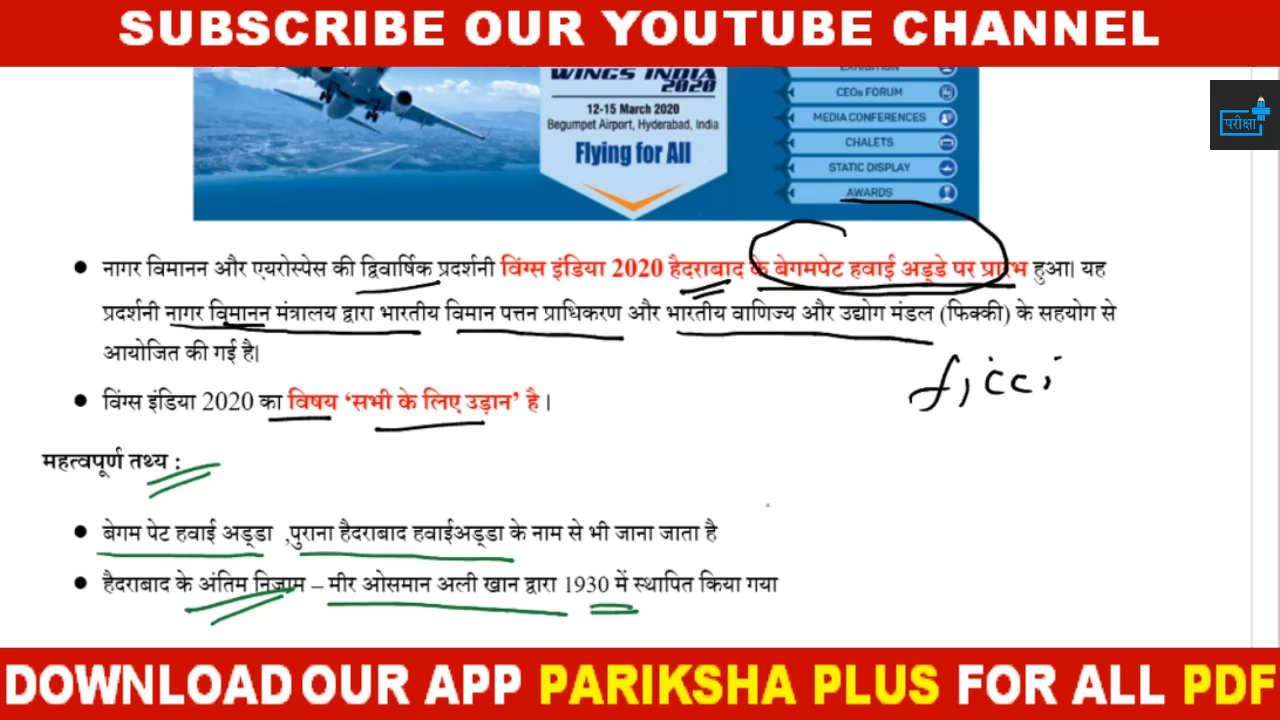 SUBSCRIBE OUR YOUTUBE CHANNEL
WINGS INDIA
2020
12-15 March 2020
Begumpet Airport, Hyderabad, India
Flying for All
EXHIBITION
CEOs FORUM
MEDIA CONFERENCES
CHALETS
STATIC DISPLAY
AWARDS
परीक्षा
● नागर विमानन और एयरोस्पेस की द्विवार्षिक प्रदर्शनी विंग्स इंडिया 2020 हैदराबाद के बेगमपेट हवाई अड्डे पर प्रारंभ हुआ। यह
प्रदर्शनी नागर विमानन मंत्रालय द्वारा भारतीय विमान पत्तन प्राधिकरण और भारतीय वाणिज्य और उद्योग मंडल (फिक्की) के सहयोग से
आयोजित की गई है।
ficci
● विंग्स इंडिया 2020 का विषय ‘सभी के लिए उड़ान’ है ।
महत्वपूर्ण तथ्य :
● बेगम पेट हवाई अड्डा ,पुराना हैदराबाद हवाईअड्डा के नाम से भी जाना जाता है
● हैदराबाद के अंतिम निजाम – मीर ओसमान अली खान द्वारा 1930 में स्थापित किया गया
DOWNLOAD OUR APP PARIKSHA PLUS FOR ALL PDF